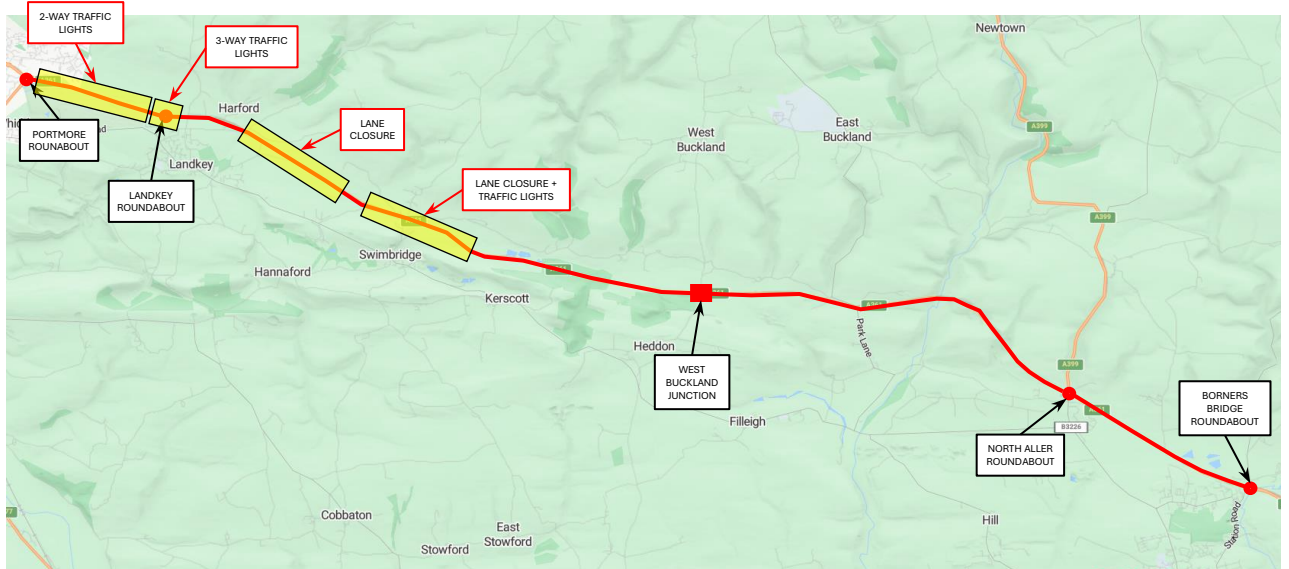 2-WAY TRAFFIC
LIGHTS
3-WAY TRAFFIC
LIGHTS
Newtown
Harford
LANE
CLOSURE
A399
East
Buckland
West
Buckland
PORTMORE
ROUNABOUT
Landkey
LANDKEY
ROUNDABOUT
LANE CLOSURE +
TRAFFIC LIGHTS
A399
Swimbridge
Hannaford
Kerscott
Park Lane
Heddon
WEST
BUCKLAND
JUNCTION
A399
BORNERS
BRIDGE
ROUNDABOUT
Filleigh
B3226
NORTH ALLER
ROUNDABOUT
Cobbaton
East
Stowford
Stowford
Hill
Station Road